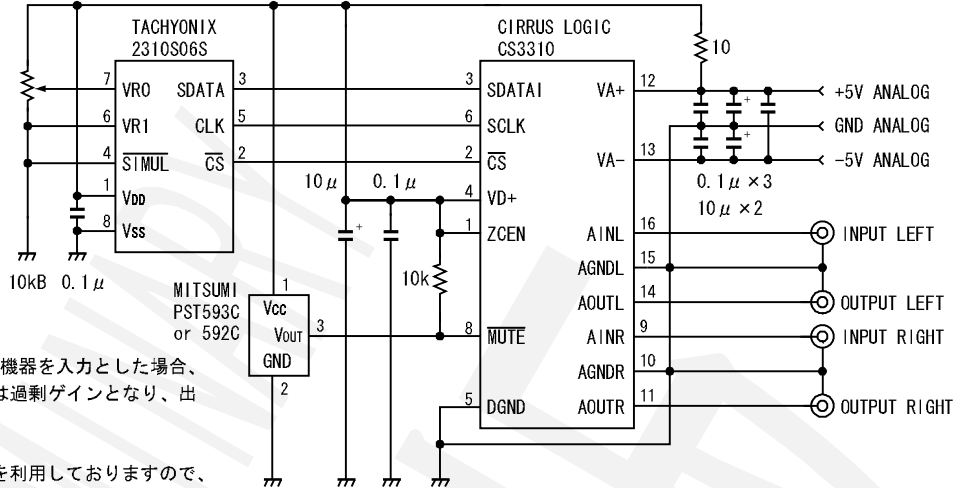 TACHYONIX
2310S06S
CIRRUS LOGIC
CS3310
10
7 VR0 SDATA 3
6 VR1 CLK 5
4 SIMUL CS 2
1 VDD
8 VSS
10kB 0.1μ
3 SDATAI VA+ 12
6 SCLK
2 CS VA- 13
4 VD+
1 ZCEN AINL 16
AGNDL 15
AOUTL 14
8 MUTE AINR 9
AGNDR 10
5 DGND AOUTR 11
+5V ANALOG
GND ANALOG
-5V ANALOG
0.1μ×3
10μ×2
10μ + 0.1μ
+
+
10k
INPUT LEFT
OUTPUT LEFT
INPUT RIGHT
OUTPUT RIGHT
MITSUMI
PST593C
or 592C
1
Vcc
VOUT 3
GND
2
機器を入力とした場合、
は過剰ゲインとなり、出
を利用しておりますので、